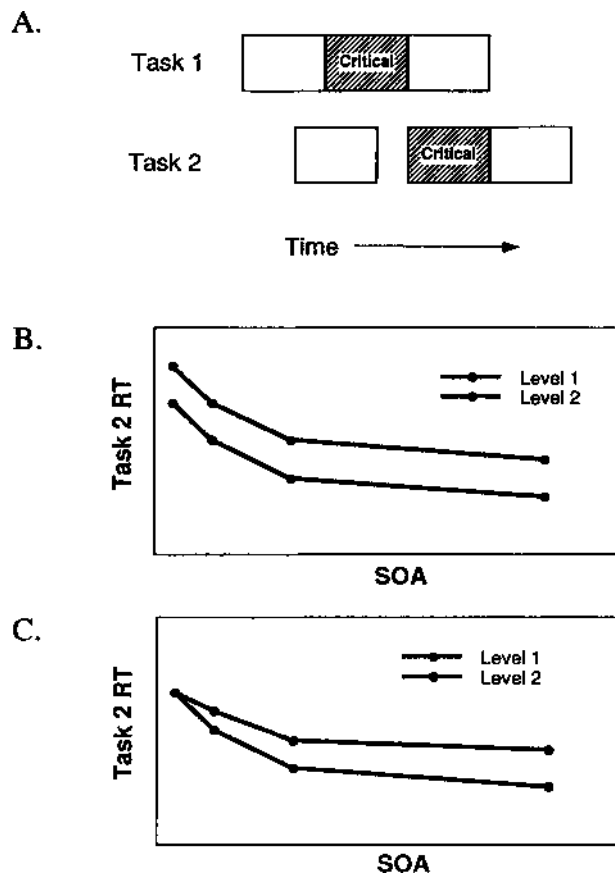 A.
Task 1
Critical
Task 2
Critical
Time
B.
Task 2 RT
Level 1
Level 2
SOA
C.
Task 2 RT
Level 1
Level 2
SOA